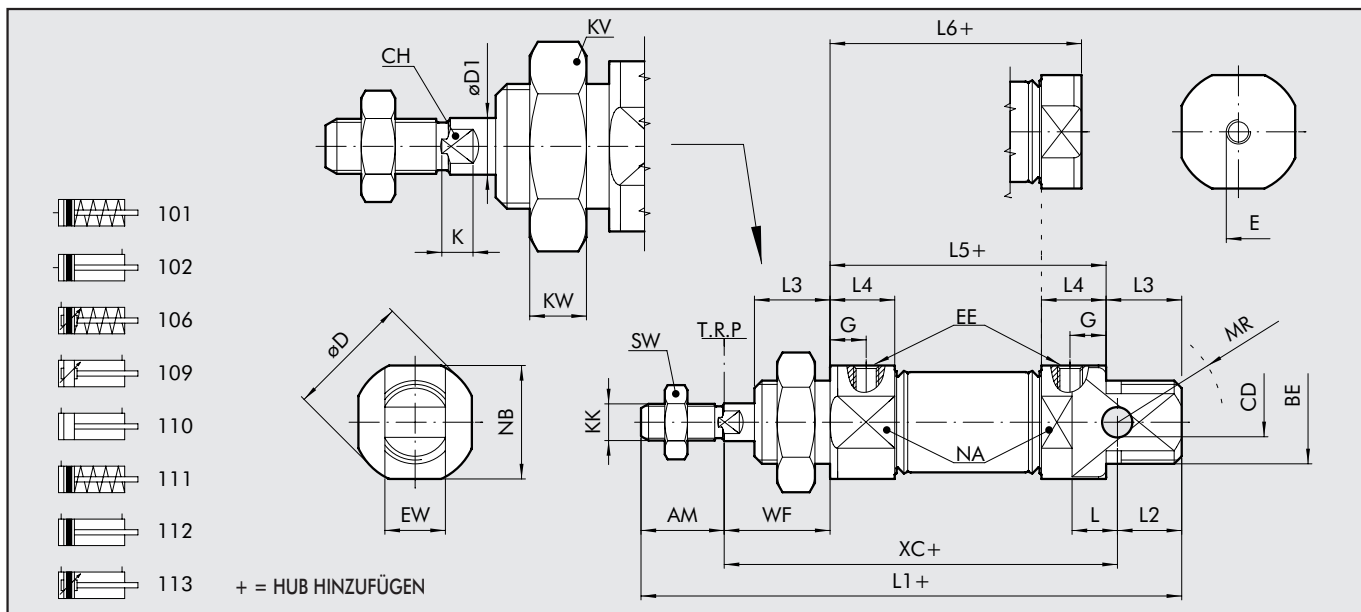 L6+
KV
CH
øD1
K
KW
E
101
102
106
109
110
111
112
113
øD
NB
EW
L5+
L3
L4
L4
L3
G
EE
G
MR
T.R.P
SW
KK
CD
BE
NA
AM
WF
L
L2
XC+
L1+
+ = HUB HINZUFÜGEN